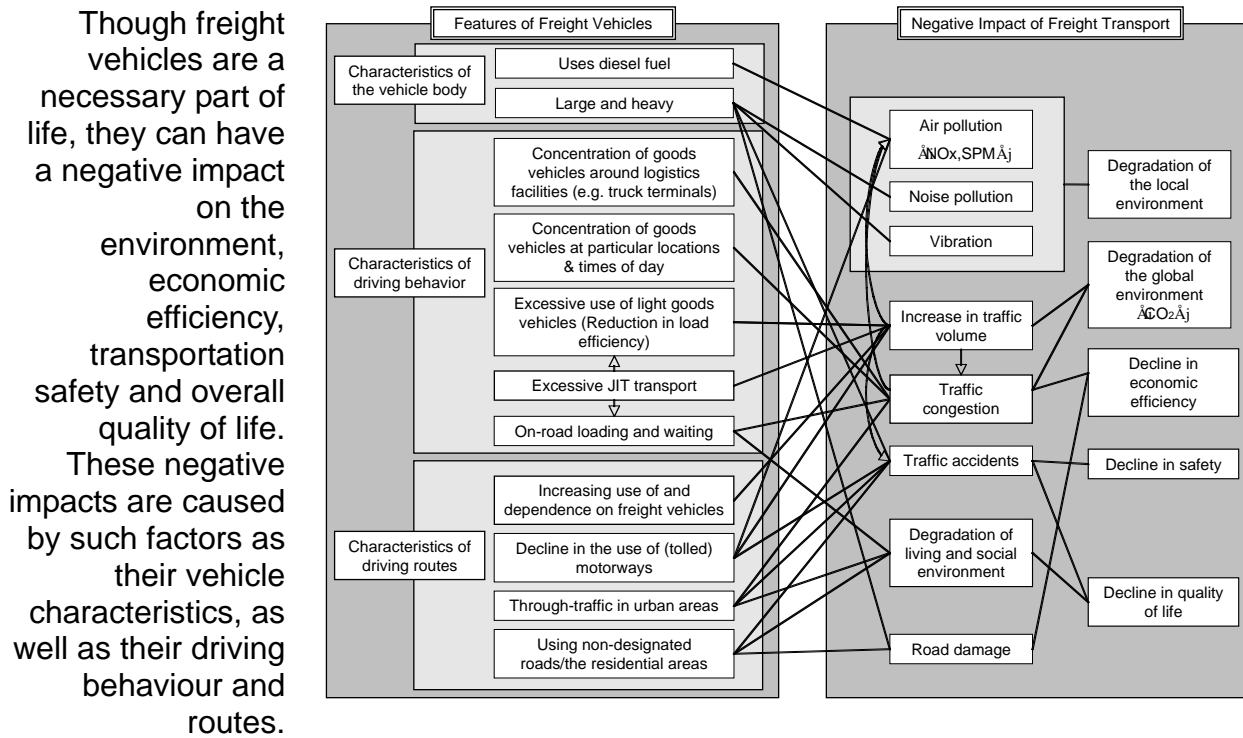 Though freight
vehicles are a
necessary part of
life, they can have
a negative impact
on the
environment,
economic
efficiency,
transportation
safety and overall
quality of life.
These negative
impacts are caused
by such factors as
their vehicle
characteristics, as
well as their driving
behaviour and
routes.
Features of Freight Vehicles
Characteristics of
the vehicle body
Uses diesel fuel
Large and heavy
Characteristics of
driving behavior
Concentration of goods
vehicles around logistics
facilities (e.g. truck terminals)
Concentration of goods
vehicles at particular locations
& times of day
Excessive use of light goods
vehicles (Reduction in load
efficiency)
Excessive JIT transport
On-road loading and waiting
Characteristics of
driving routes
Increasing use of and
dependence on freight vehicles
Decline in the use of (tolled)
motorways
Through-traffic in urban areas
Using non-designated
roads/the residential areas
Negative Impact of Freight Transport
Air pollution
NOx,SPMÅj
Noise pollution
Vibration
Increase in traffic
volume
Traffic
congestion
Traffic accidents
Degradation of
living and social
environment
Road damage
Degradation of
the local
environment
Degradation of
the global
environment
CO₂Åj
Decline in
economic
efficiency
Decline in safety
Decline in quality
of life